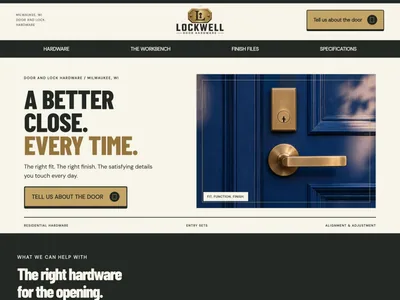 MILWAUKEE, WI
DOOR AND LOCK
HARDWARE
LOCKWELL
DOOR HARDWARE
Tell us about the door
HARDWARE
THE WORKBENCH
FINISH FILES
SPECIFICATIONS
DOOR AND LOCK HARDWARE / MILWAUKEE, WI
A BETTER
CLOSE.
EVERY TIME.
The right fit. The right finish. The satisfying details
you touch every day.
TELL US ABOUT THE DOOR
FIT, FUNCTION, FINISH.
RESIDENTIAL HARDWARE
ENTRY SETS
ALIGNMENT & ADJUSTMENT
WHAT WE CAN HELP WITH
The right hardware
for the opening.